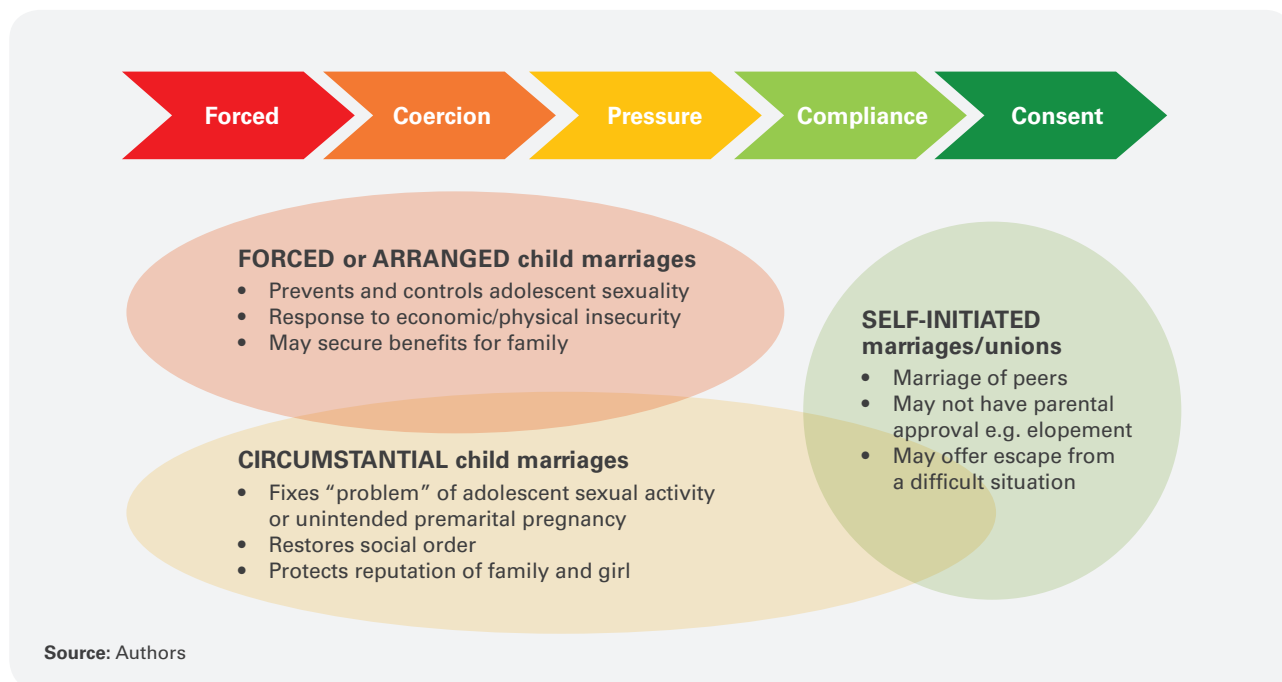 Forced
Coercion
Pressure
Compliance
Consent
FORCED or ARRANGED child marriages
• Prevents and controls adolescent sexuality
• Response to economic/physical insecurity
• May secure benefits for family
CIRCUMSTANTIAL child marriages
• Fixes “problem” of adolescent sexual activity
or unintended premarital pregnancy
• Restores social order
• Protects reputation of family and girl
SELF-INITIATED
marriages/unions
• Marriage of peers
• May not have parental
approval e.g. elopement
• May offer escape from
a difficult situation
Source: Authors